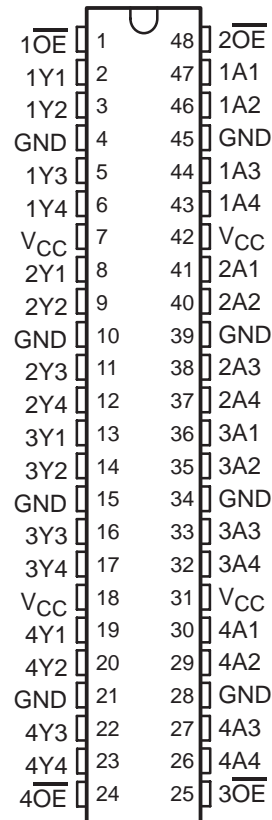 1O̅E̅ 1 48 2O̅E̅
1Y1 2 47 1A1
1Y2 3 46 1A2
GND 4 45 GND
1Y3 5 44 1A3
1Y4 6 43 1A4
VCC 7 42 VCC
2Y1 8 41 2A1
2Y2 9 40 2A2
GND 10 39 GND
2Y3 11 38 2A3
2Y4 12 37 2A4
3Y1 13 36 3A1
3Y2 14 35 3A2
GND 15 34 GND
3Y3 16 33 3A3
3Y4 17 32 3A4
VCC 18 31 VCC
4Y1 19 30 4A1
4Y2 20 29 4A2
GND 21 28 GND
4Y3 22 27 4A3
4Y4 23 26 4A4
4O̅E̅ 24 25 3O̅E̅